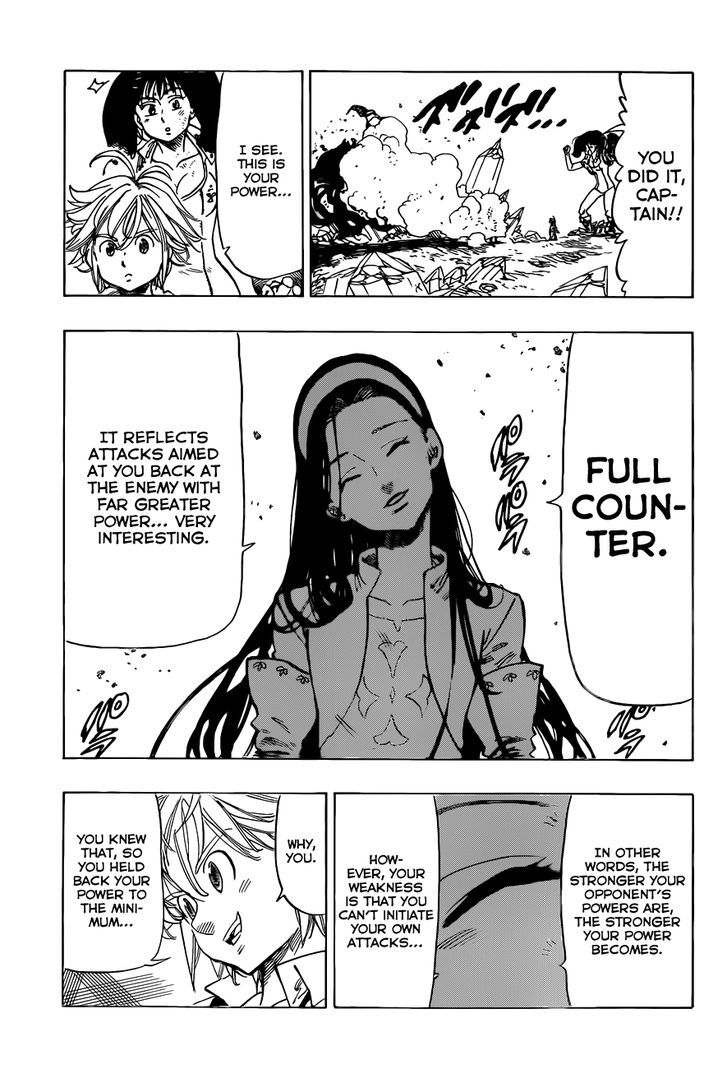 YOU
DID IT,
CAP-
TAIN!!
I SEE.
THIS IS
YOUR
POWER...
FULL
COUN-
TER.
IT REFLECTS
ATTACKS AIMED
AT YOU BACK AT
THE ENEMY WITH
FAR GREATER
POWER... VERY
INTERESTING.
IN OTHER
WORDS, THE
STRONGER YOUR
OPPONENT'S
POWERS ARE,
THE STRONGER
YOUR POWER
BECOMES.
HOW-
EVER, YOUR
WEAKNESS
IS THAT YOU
CAN'T INITIATE
YOUR OWN
ATTACKS...
WHY,
YOU.
YOU KNEW
THAT, SO
YOU HELD
BACK YOUR
POWER TO
THE MINI-
MUM...